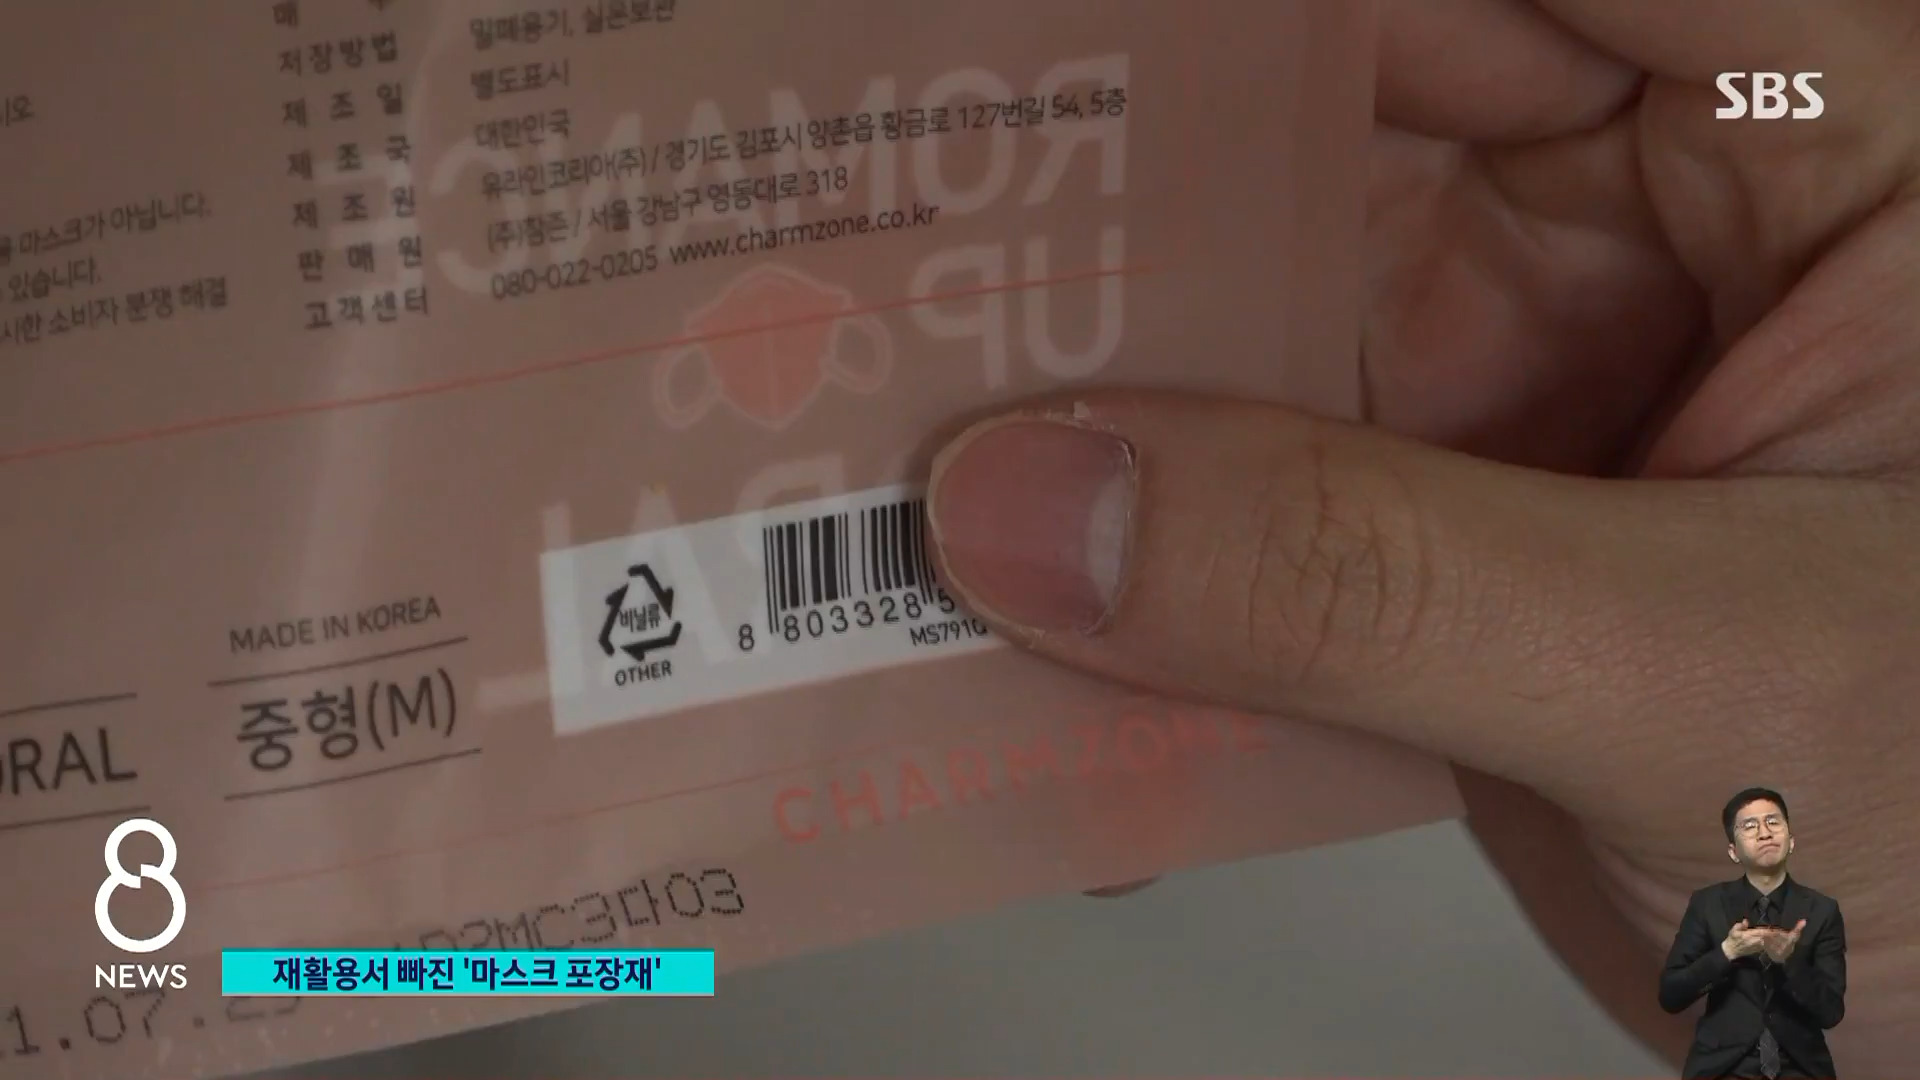 SBS
저장방법 밀폐용기, 실온보관
제 조 일 별도표시
제 조 국 대한민국
제 조 원 유라인코리아(주) / 경기도 김포시 양촌읍 황금로 127번길 54, 5층
판 매 원 (주)참존 / 서울 강남구 영동대로 318
고객센터 080-022-0205 www.charmzone.co.kr
마스크가 아닙니다.
있습니다.
소비자 분쟁 해결
ROMANCE
UP
MADE IN KOREA
중형(M)
비닐류
OTHER
8 803328 5
MS791
CHARMZONE
8
NEWS
재활용서 빠진 '마스크 포장재'